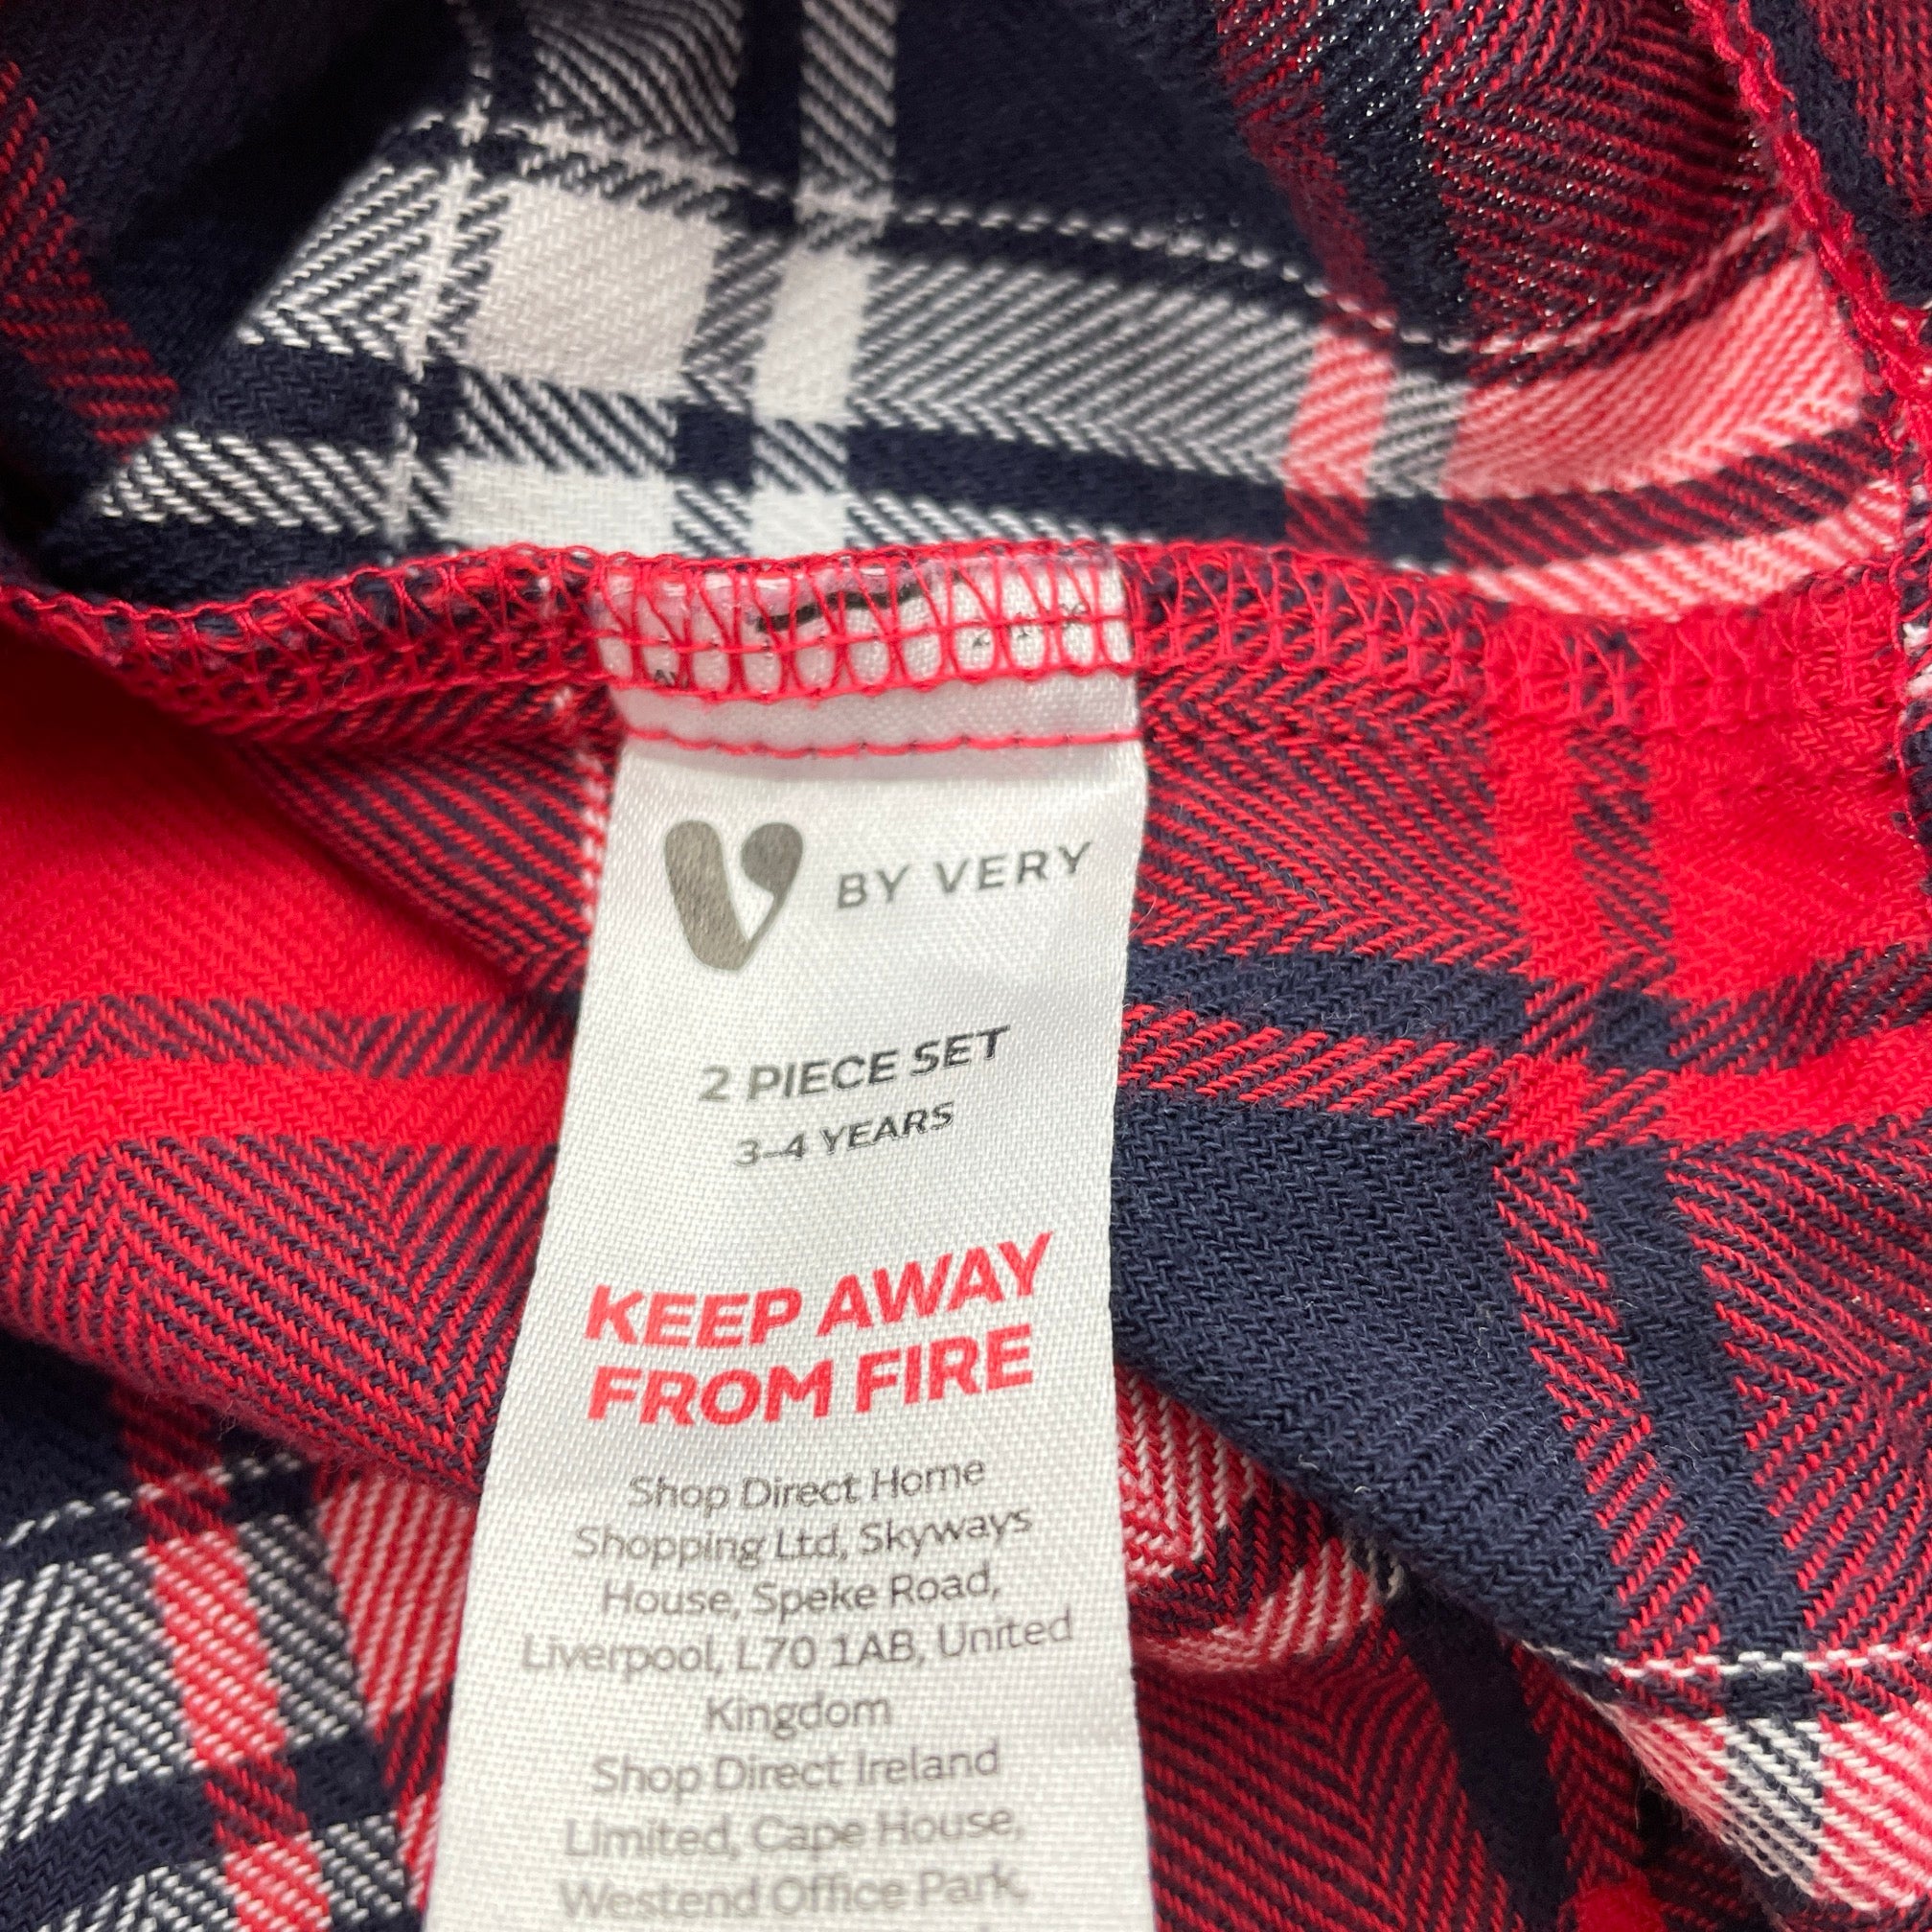 V BY VERY
2 PIECE SET
3-4 YEARS
KEEP AWAY
FROM FIRE
Shop Direct Home
Shopping Ltd, Skyways
House, Speke Road,
Liverpool, L70 1AB, United
Kingdom
Shop Direct Ireland
Limited, Cape House,
Westend Office Park,